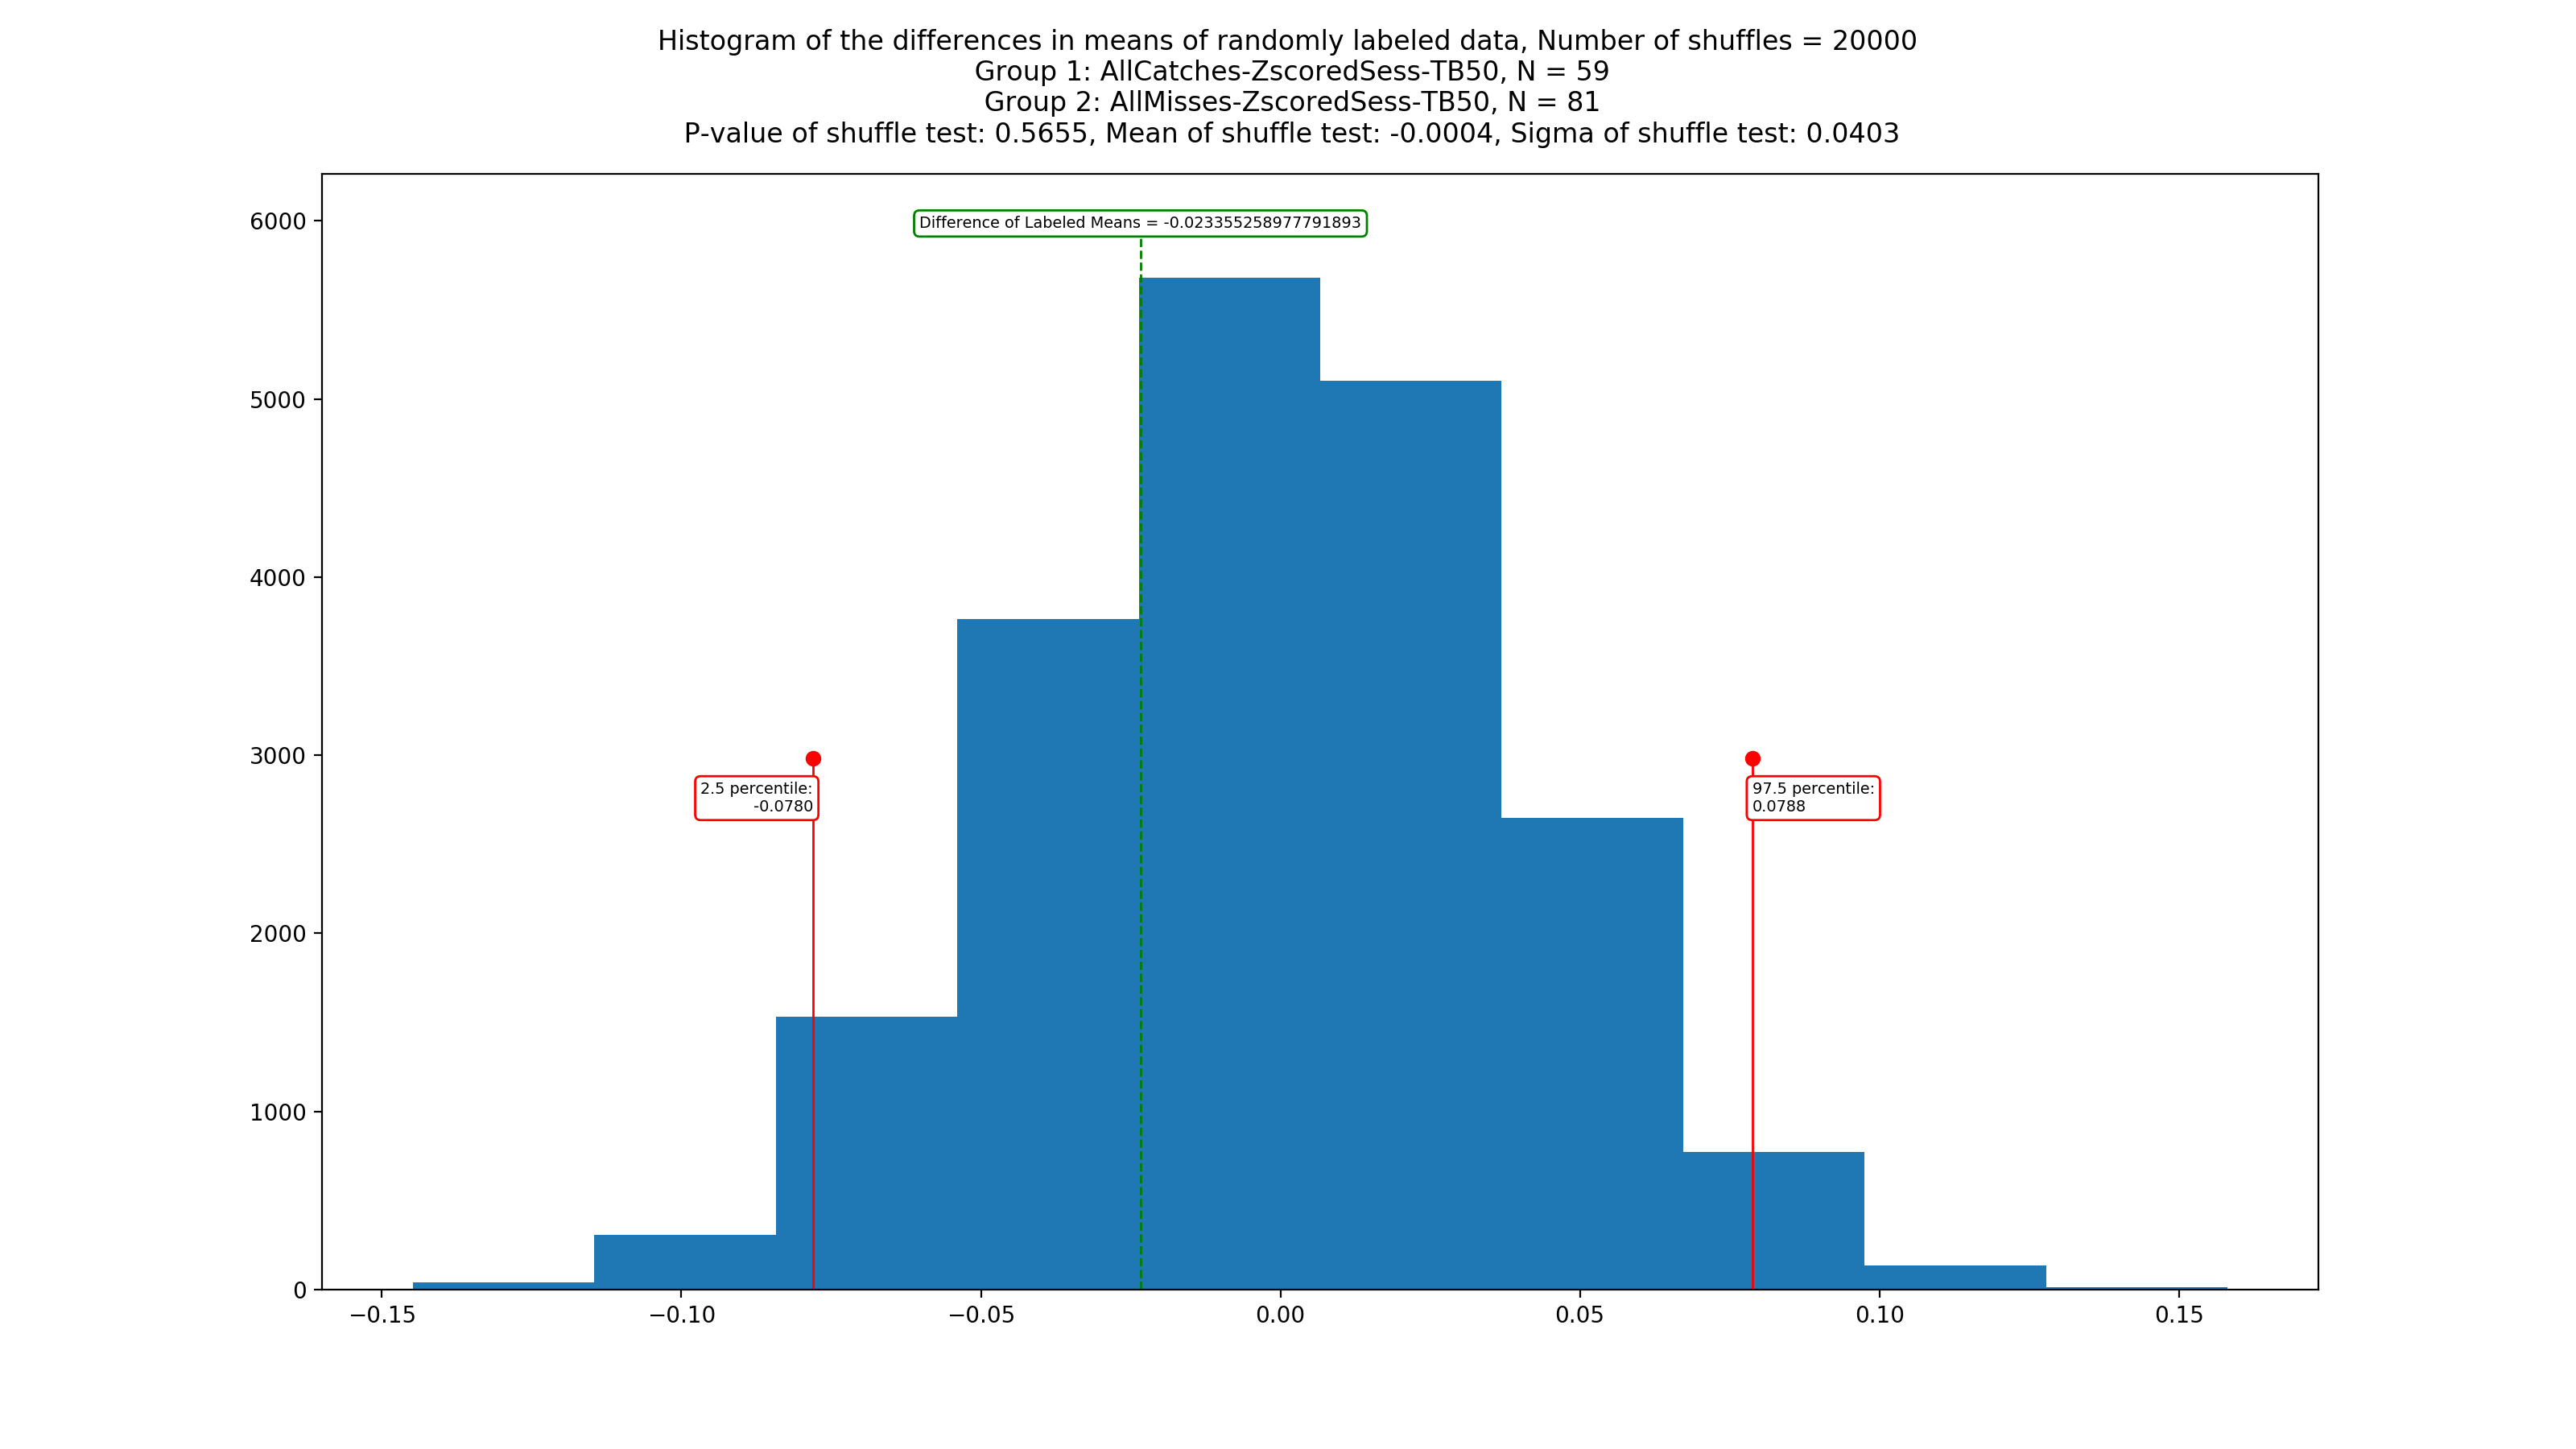 Histogram of the differences in means of randomly labeled data, Number of shuffles = 20000
Group 1: AllCatches-ZscoredSess-TB50, N = 59
Group 2: AllMisses-ZscoredSess-TB50, N = 81
P-value of shuffle test: 0.5655, Mean of shuffle test: -0.0004, Sigma of shuffle test: 0.0403
6000
Difference of Labeled Means = -0.023355258977791893
5000
4000
3000
2.5 percentile:
-0.0780
97.5 percentile:
0.0788
2000
1000
0
−0.15
−0.10
−0.05
0.00
0.05
0.10
0.15